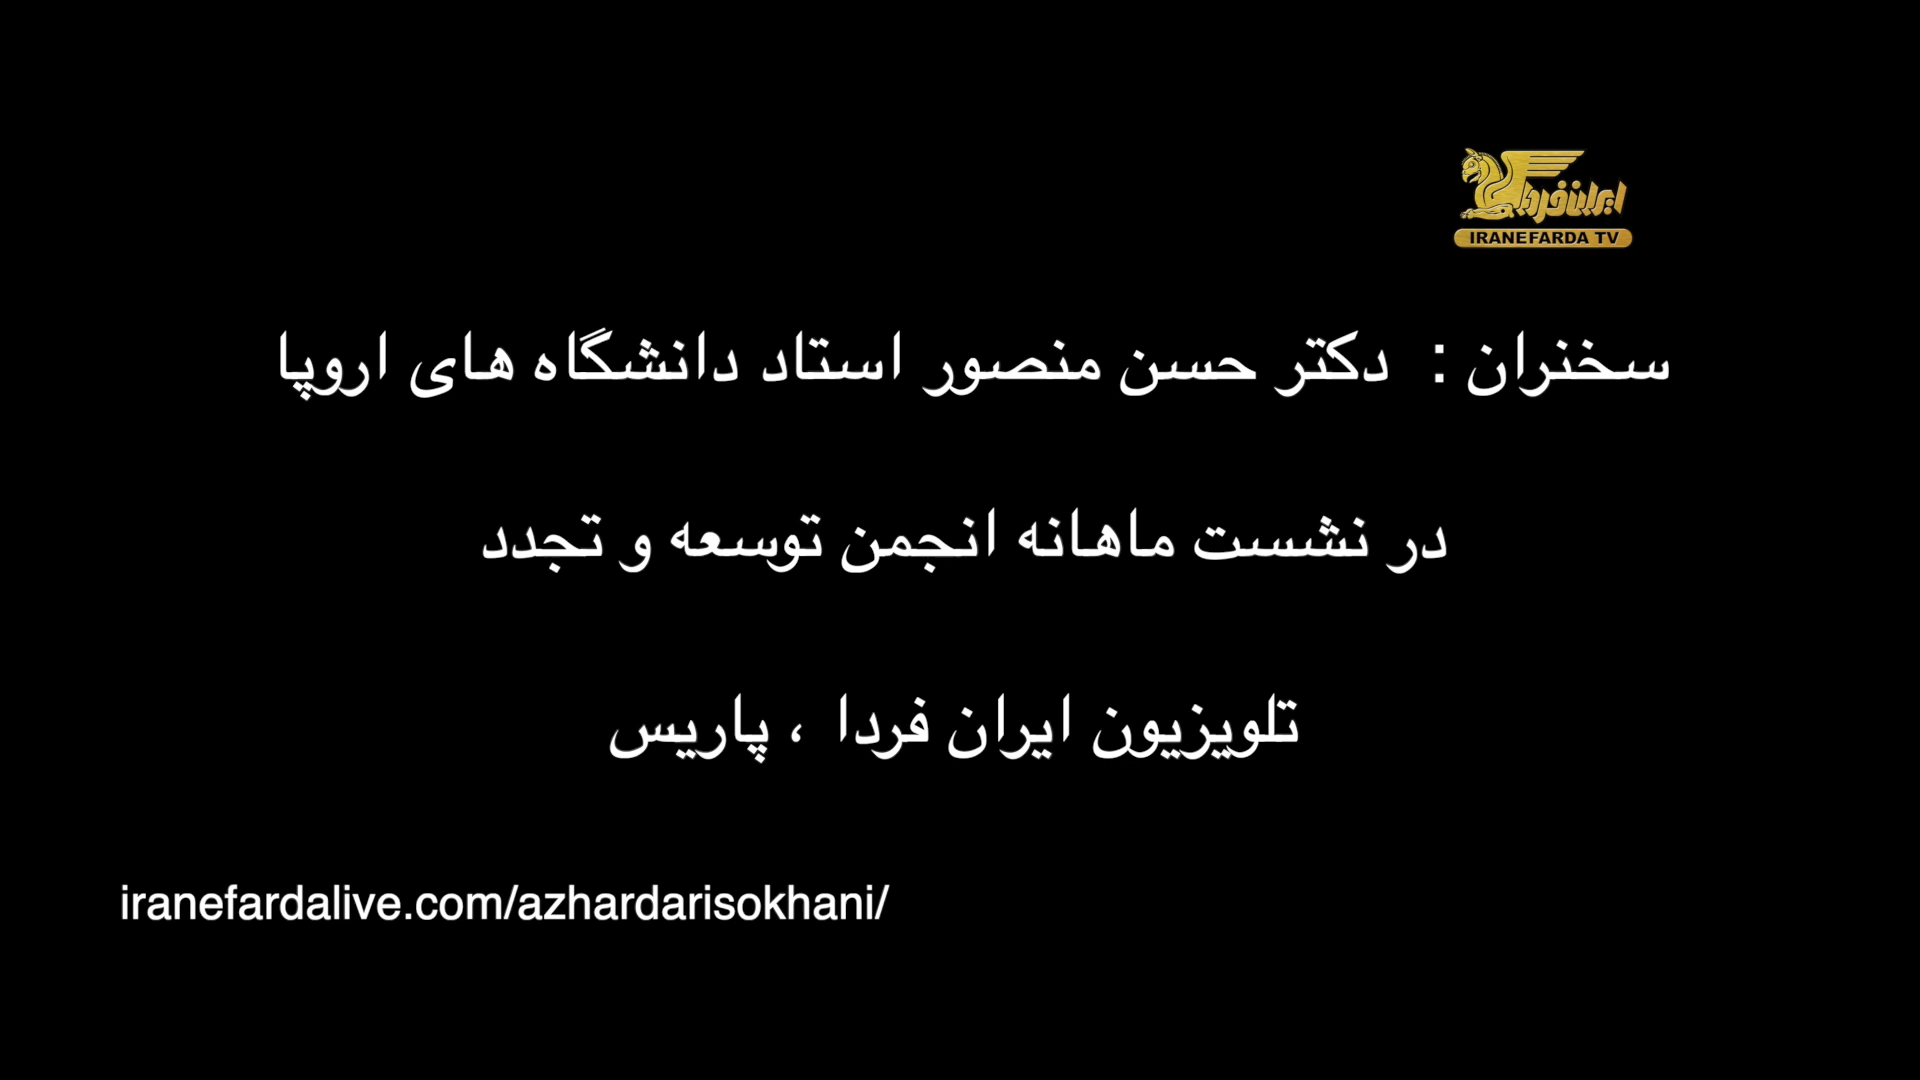 ایران فردا
IRANEFARDA TV
سخنران : دکتر حسن منصور استاد دانشگاه های اروپا
در نشست ماهانه انجمن توسعه و تجدد
تلویزیون ایران فردا ، پاریس
iranefardalive.com/azhardarisokhani/